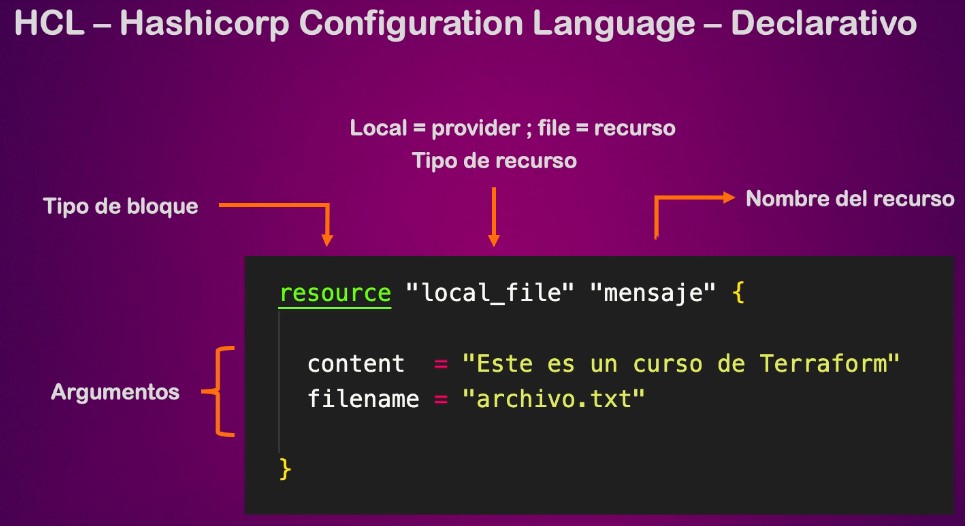 HCL – Hashicorp Configuration Language – Declarativo
Local = provider ; file = recurso
Tipo de recurso
Tipo de bloque
Nombre del recurso
resource "local_file" "mensaje" {
Argumentos
content = "Este es un curso de Terraform"
filename = "archivo.txt"
}